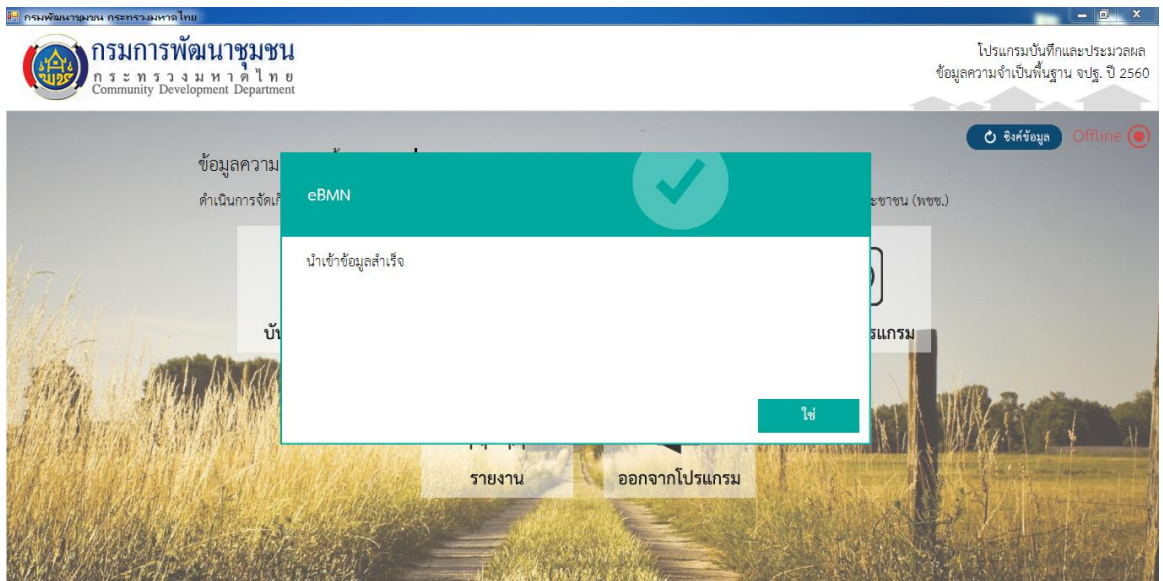 กรมพัฒนาชุมชน กระทรวงมหาดไทย
กรมการพัฒนาชุมชน
กระทรวงมหาดไทย
Community Development Department
โปรแกรมบันทึกและประมวลผล
ข้อมูลความจำเป็นพื้นฐาน จปฐ. ปี 2560
ซิงค์ข้อมูล
Offline
ข้อมูลความ
ดำเนินการจัดเก็
ะชาชน (พชช.)
eBMN
นำเข้าข้อมูลสำเร็จ
บัน
รแกรม
ใช่
รายงาน
ออกจากโปรแกรม